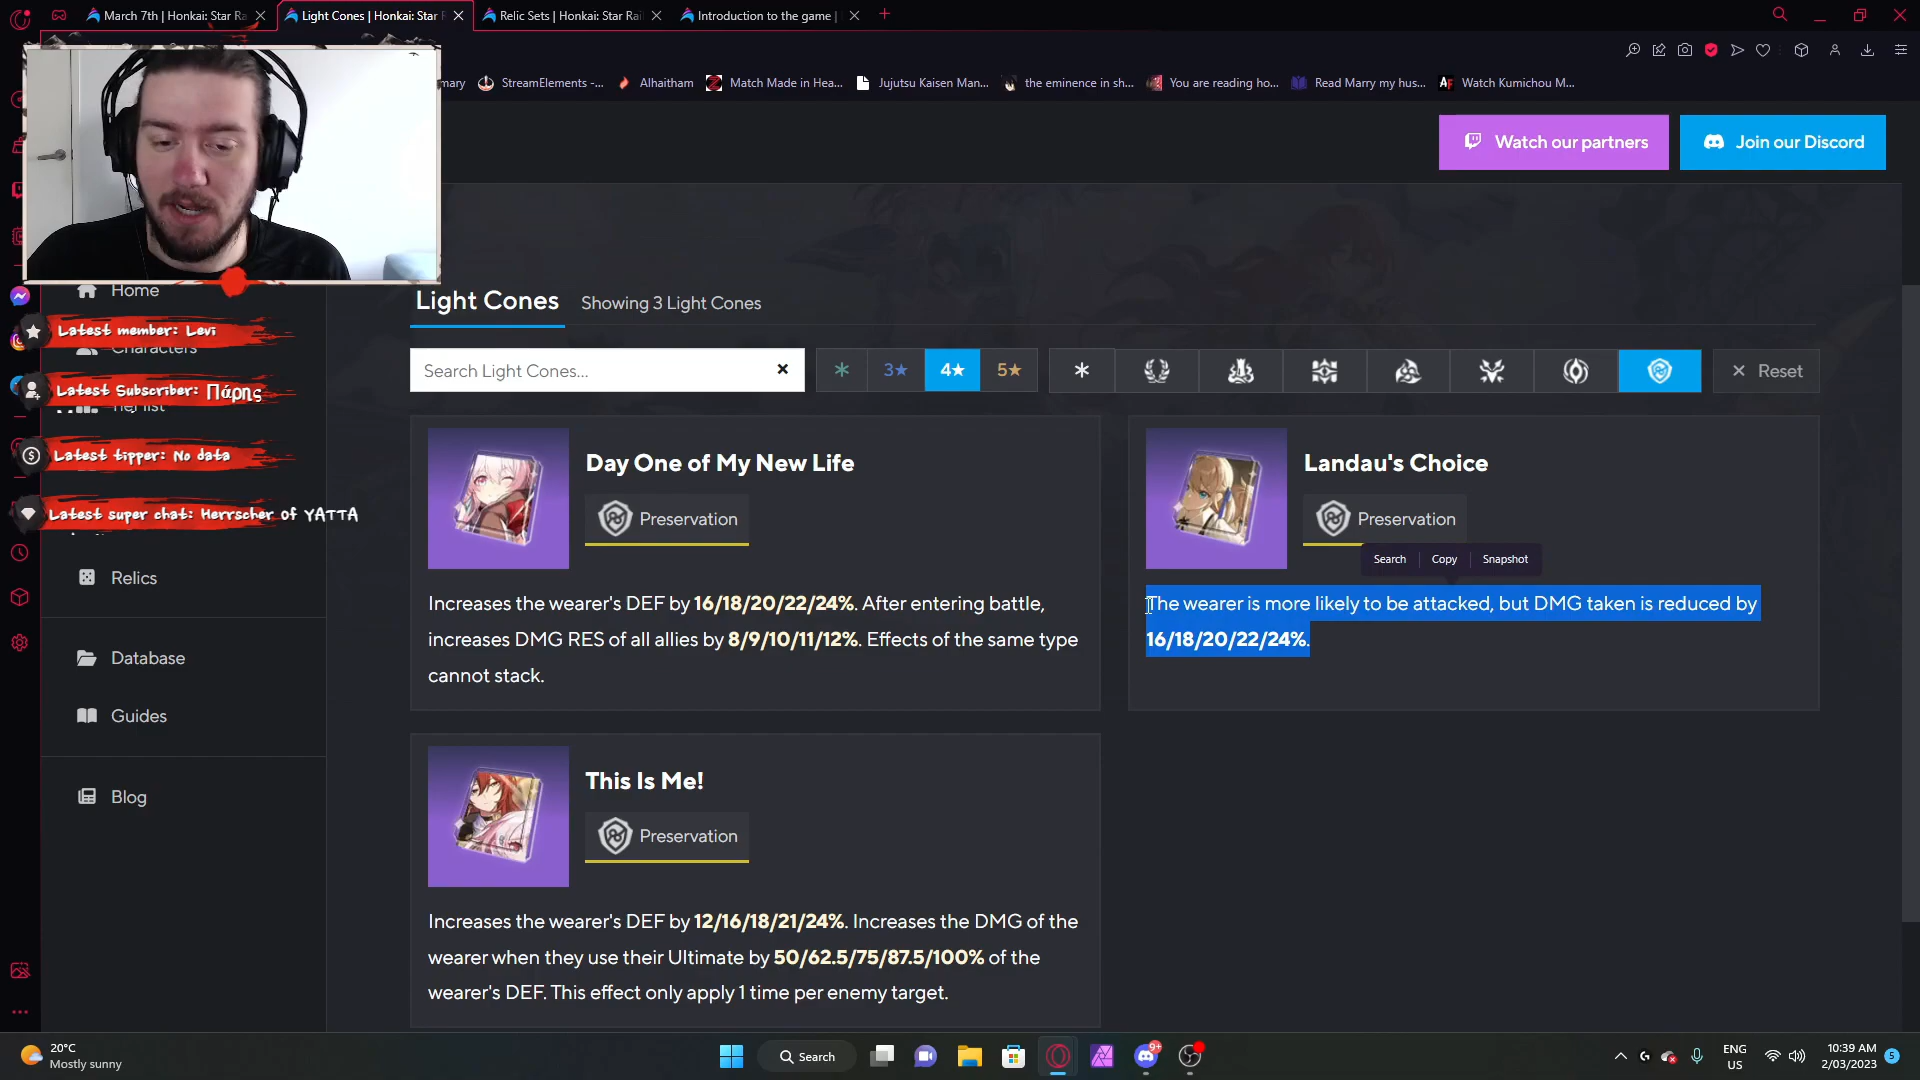 March 7th | Honkai: Star Ra
Light Cones | Honkai: Star R
Relic Sets | Honkai: Star Rail
Introduction to the game |
mary
StreamElements -...
Alhaitham
Match Made in Hea...
Jujutsu Kaisen Man...
the eminence in sh...
You are reading ho...
Read Marry my hus...
Watch Kumichou M...
Watch our partners
Join our Discord
Home
Light Cones
Showing 3 Light Cones
Latest member: Levi
Characters
Search Light Cones...
3★
4★
5★
Reset
Latest Subscriber: Πάρης
Tier list
Latest tipper: No data
Latest super chat: Herrscher of YATTA
Relics
Database
Guides
Blog
Day One of My New Life
Preservation
Increases the wearer's DEF by 16/18/20/22/24%. After entering battle,
increases DMG RES of all allies by 8/9/10/11/12%. Effects of the same type
cannot stack.
Landau's Choice
Preservation
Search
Copy
Snapshot
The wearer is more likely to be attacked, but DMG taken is reduced by
16/18/20/22/24%.
This Is Me!
Preservation
Increases the wearer's DEF by 12/16/18/21/24%. Increases the DMG of the
wearer when they use their Ultimate by 50/62.5/75/87.5/100% of the
wearer's DEF. This effect only apply 1 time per enemy target.
20°C
Mostly sunny
Search
9+
ENG
US
10:39 AM
2/03/2023
5